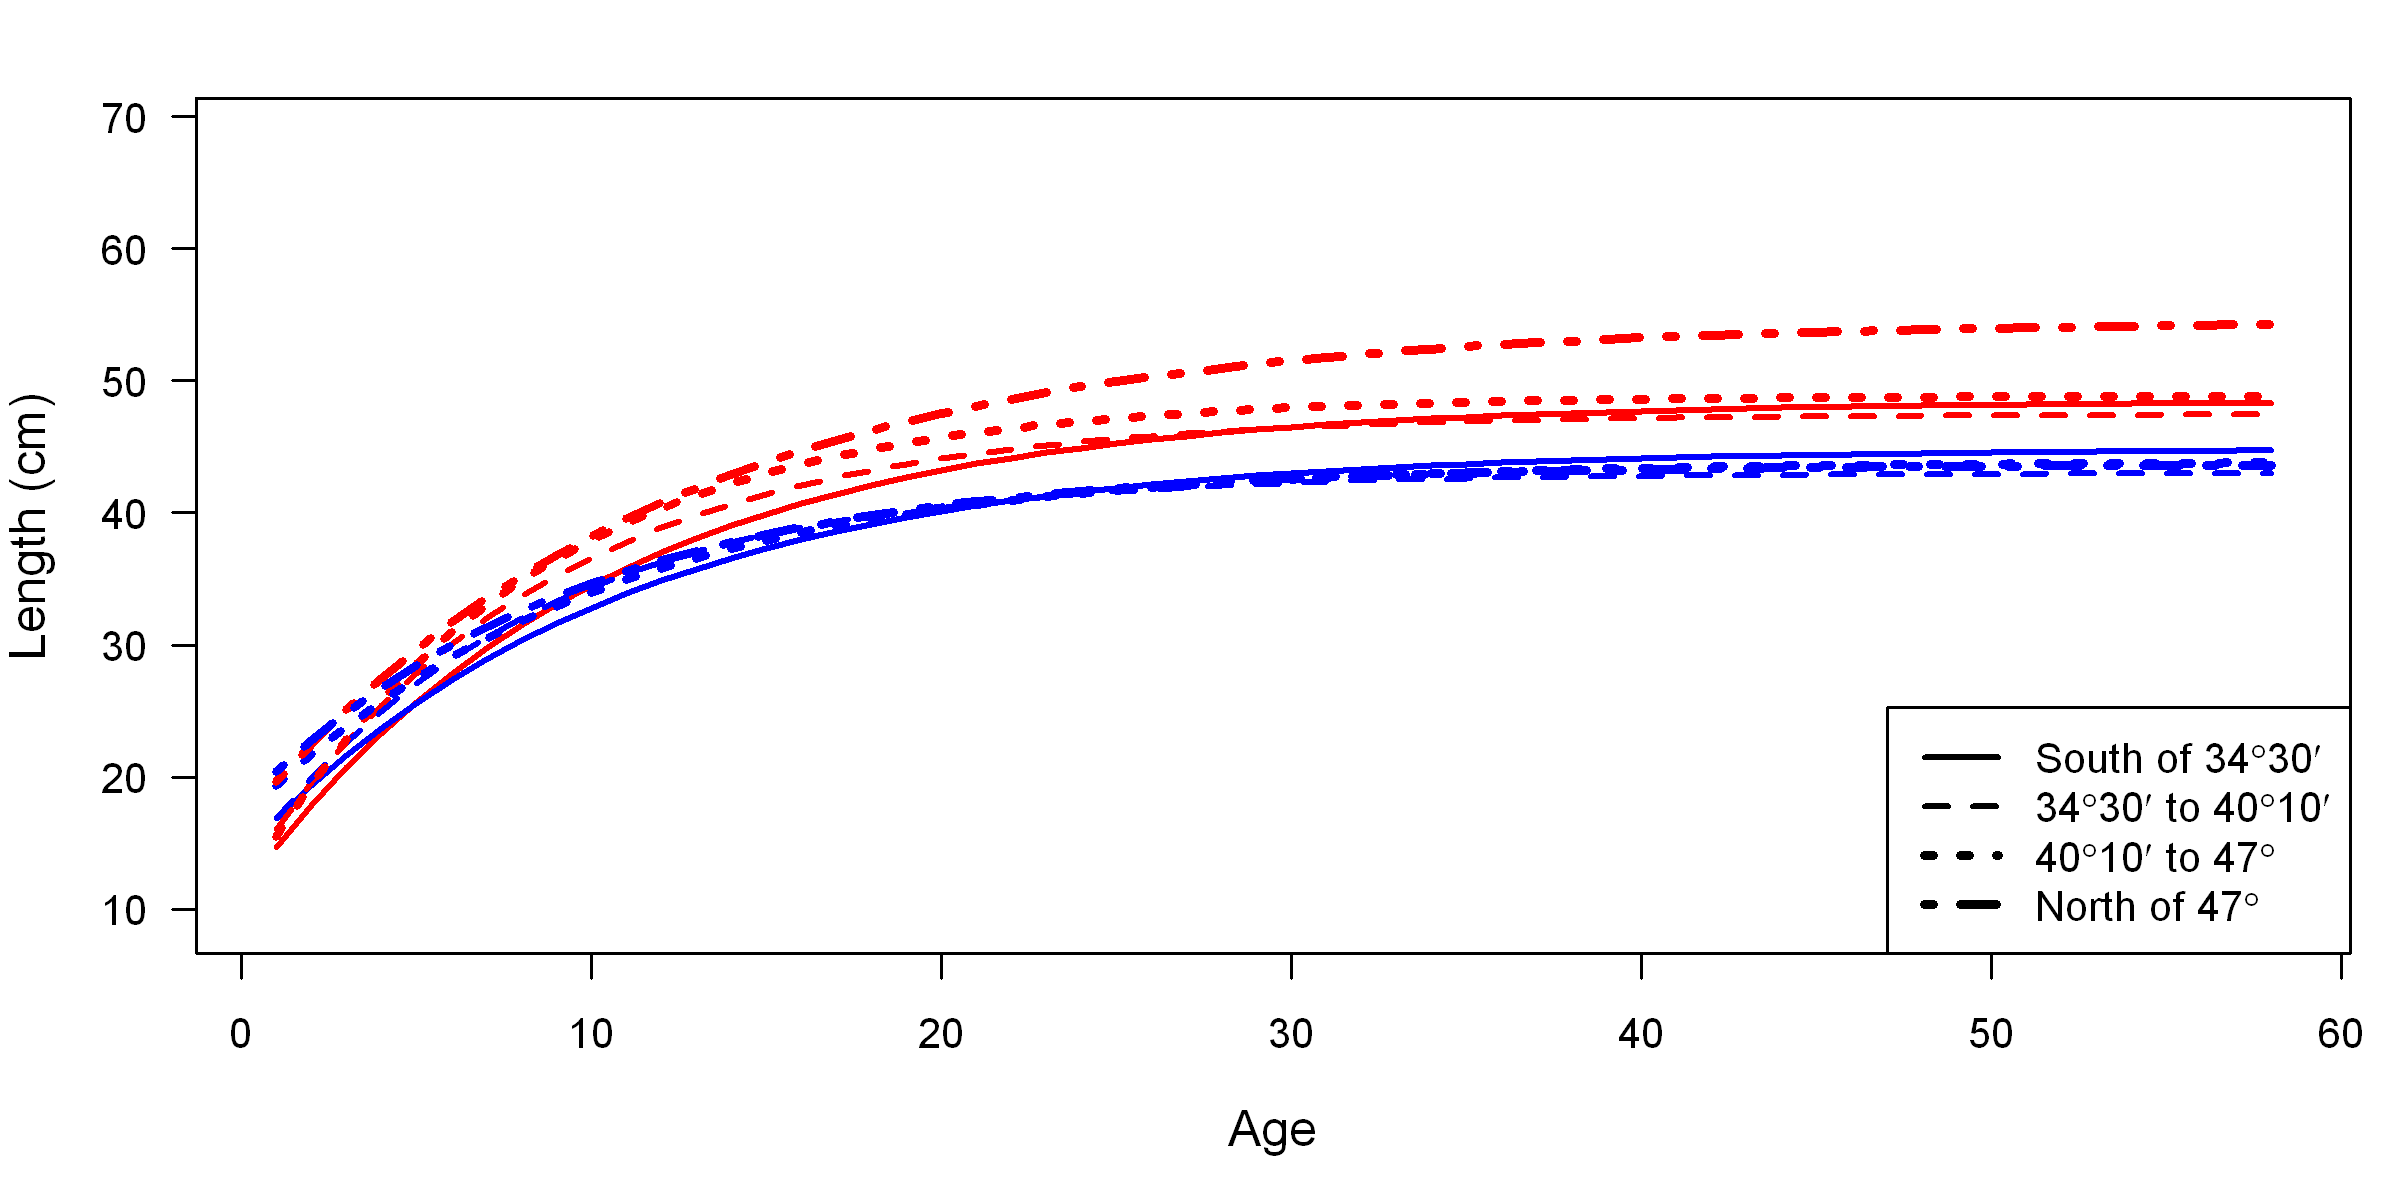 Length (cm)
70
60
50
40
30
20
10
South of 34°30′
34°30′ to 40°10′
40°10′ to 47°
North of 47°
0 10 20 30 40 50 60
Age